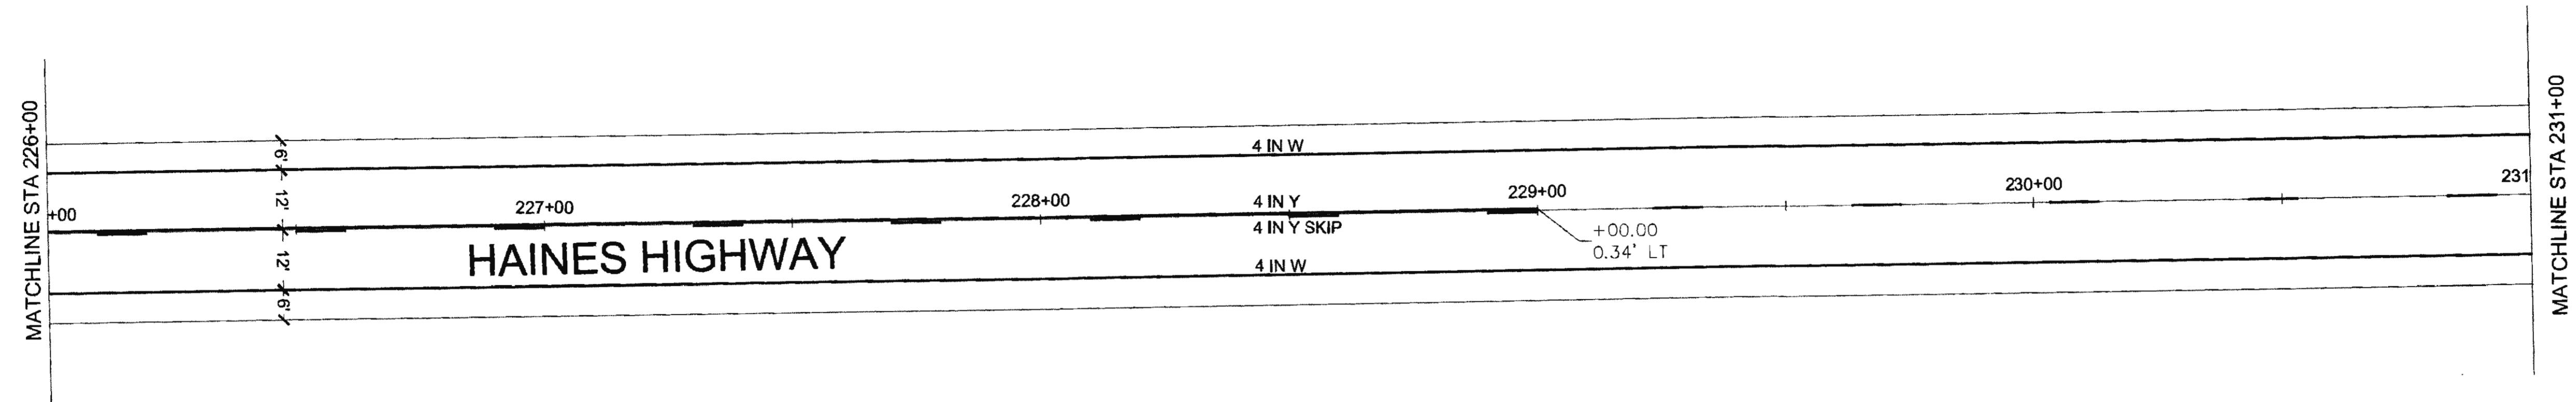 MATCHLINE STA 226+00
6'
12'
12'
6'
+00
227+00
228+00
229+00
230+00
231
4 IN W
4 IN Y
4 IN Y SKIP
4 IN W
HAINES HIGHWAY
+00.00
0.34' LT
MATCHLINE STA 231+00